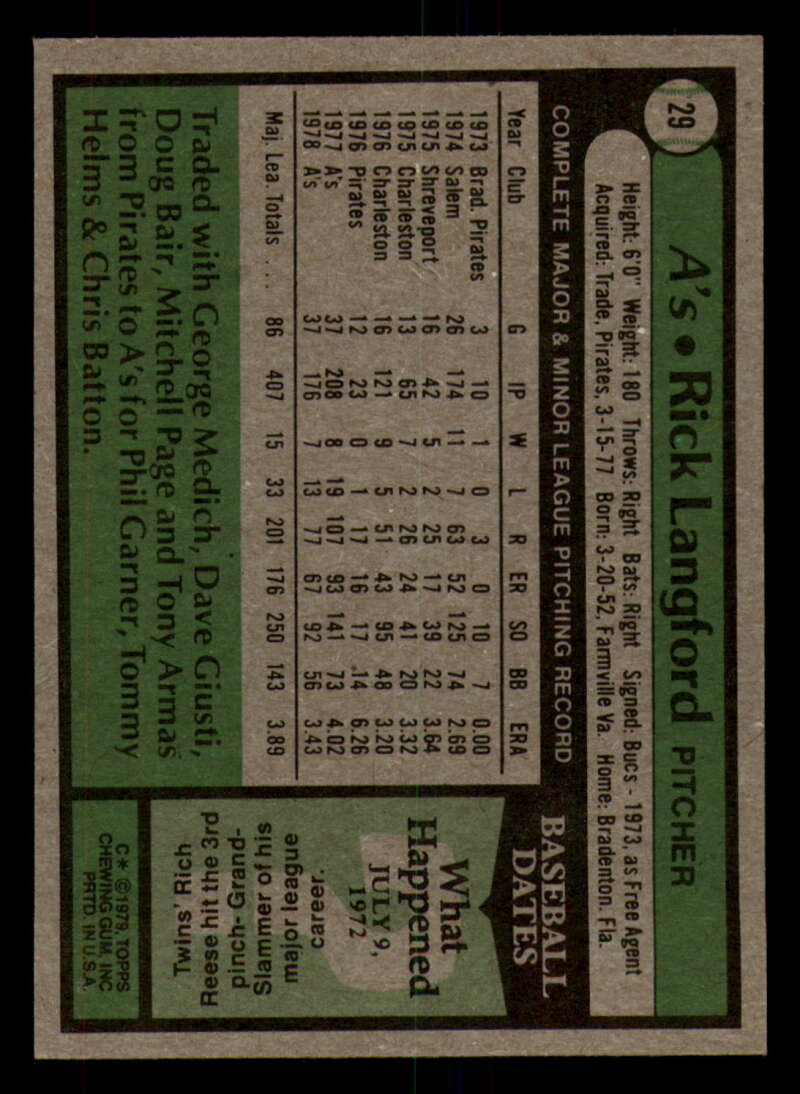 29
A's • Rick Langford PITCHER
Height: 6'0" Weight: 180 Throws: Right Bats: Right Signed: Bucs - 1973, as Free Agent
Acquired: Trade, Pirates, 3-15-77 Born: 3-20-52, Farmville Va. Home: Bradenton. Fla.
COMPLETE MAJOR & MINOR LEAGUE PITCHING RECORD
Year Club G IP W L R ER SO BB ERA
1973 Brad. Pirates 3 10 1 0 3 0 10 7 0.00
1974 Salem 26 174 11 7 63 52 125 74 2.69
1975 Shreveport 16 42 5 2 25 17 39 22 3.64
1975 Charleston 13 65 7 2 26 24 41 20 3.32
1976 Charleston 16 121 9 5 51 43 95 48 3.20
1976 Pirates 12 23 0 1 17 16 17 14 6.26
1977 A's 37 208 8 19 107 93 141 73 4.02
1978 A's 37 176 7 13 77 67 92 56 3.43
Maj. Lea. Totals .... 86 407 15 33 201 176 250 143 3.89
Traded with George Medich, Dave Giusti,
Doug Bair, Mitchell Page and Tony Armas
from Pirates to A's for Phil Garner, Tommy
Helms & Chris Batton.
BASEBALL
DATES
What
Happened
JULY 9,
1972
Twins' Rich
Reese hit the 3rd
pinch- Grand-
Slammer of his
major league
career.
C* ©1979, TOPPS
CHEWING GUM, INC
PRTD. IN U.S.A.